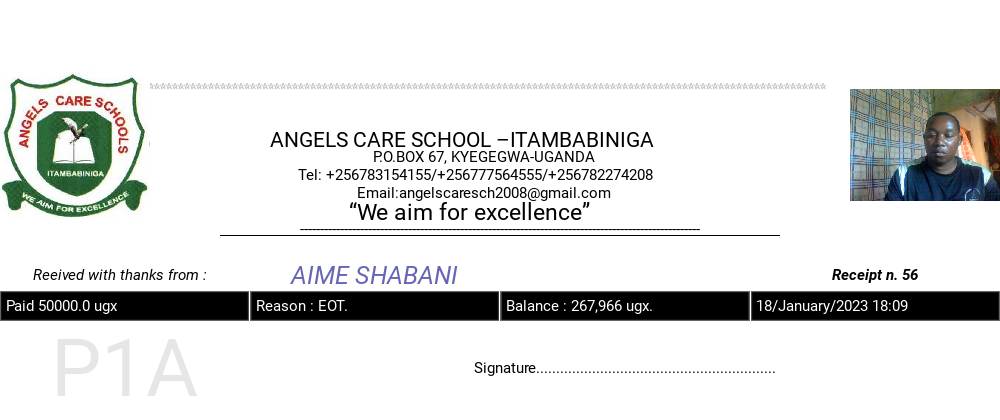 ANGELS CARE SCHOOLS
ITAMBABINIGA
WE AIM FOR EXCELLENCE
ANGELS CARE SCHOOL –ITAMBABINIGA
P.O.BOX 67, KYEGEGWA-UGANDA
Tel: +256783154155/+256777564555/+256782274208
Email:angelscaresch2008@gmail.com
“We aim for excellence”
Reeived with thanks from : AIME SHABANI Receipt n. 56
Paid 50000.0 ugx Reason : EOT. Balance : 267,966 ugx. 18/January/2023 18:09
P1A
Signature............................................................